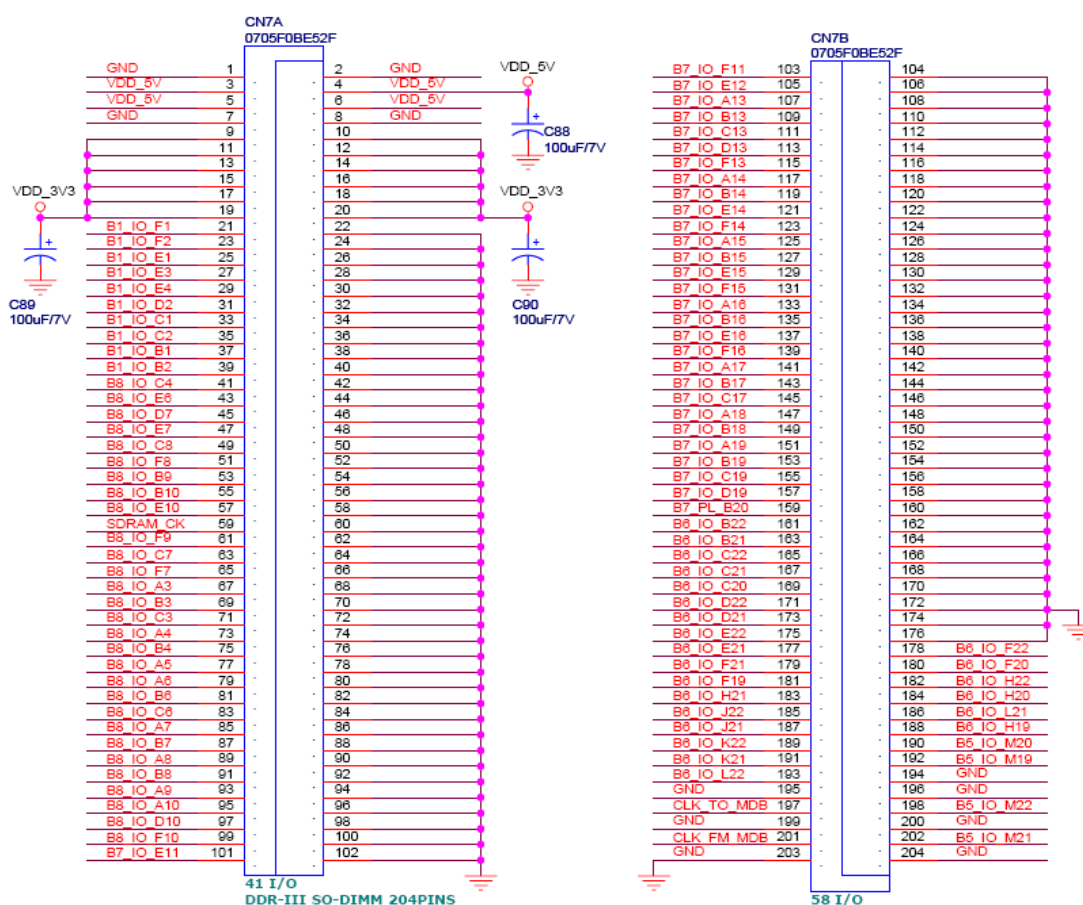 CN7A
0705F0BE52F
GND 1 2 GND
VDD_5V 3 4 VDD_5V
VDD_5V 5 6 VDD_5V
GND 7 8 GND
9 10
11 12
13 14
15 16
17 18
19 20
B1_IO_F1 21 22
B1_IO_F2 23 24
B1_IO_E1 25 26
B1_IO_E3 27 28
B1_IO_E4 29 30
B1_IO_D2 31 32
B1_IO_C1 33 34
B1_IO_C2 35 36
B1_IO_B1 37 38
B1_IO_B2 39 40
B8_IO_C4 41 42
B8_IO_E6 43 44
B8_IO_D7 45 46
B8_IO_E7 47 48
B8_IO_C8 49 50
B8_IO_F8 51 52
B8_IO_B9 53 54
B8_IO_B10 55 56
B8_IO_E10 57 58
SDRAM_CK 59 60
B8_IO_F9 61 62
B8_IO_C7 63 64
B8_IO_F7 65 66
B8_IO_A3 67 68
B8_IO_B3 69 70
B8_IO_C3 71 72
B8_IO_A4 73 74
B8_IO_B4 75 76
B8_IO_A5 77 78
B8_IO_A6 79 80
B8_IO_B6 81 82
B8_IO_C6 83 84
B8_IO_A7 85 86
B8_IO_B7 87 88
B8_IO_A8 89 90
B8_IO_B8 91 92
B8_IO_A9 93 94
B8_IO_A10 95 96
B8_IO_D10 97 98
B8_IO_F10 99 100
B7_IO_E11 101 102
41 I/O
DDR-III SO-DIMM 204PINS
VDD_3V3
+
C89
100uF/7V
VDD_5V
+
C88
100uF/7V
VDD_3V3
+
C90
100uF/7V
CN7B
0705F0BE52F
B7_IO_F11 103 104
B7_IO_E12 105 106
B7_IO_A13 107 108
B7_IO_B13 109 110
B7_IO_C13 111 112
B7_IO_D13 113 114
B7_IO_F13 115 116
B7_IO_A14 117 118
B7_IO_B14 119 120
B7_IO_E14 121 122
B7_IO_F14 123 124
B7_IO_A15 125 126
B7_IO_B15 127 128
B7_IO_E15 129 130
B7_IO_F15 131 132
B7_IO_A16 133 134
B7_IO_B16 135 136
B7_IO_E16 137 138
B7_IO_F16 139 140
B7_IO_A17 141 142
B7_IO_B17 143 144
B7_IO_C17 145 146
B7_IO_A18 147 148
B7_IO_B18 149 150
B7_IO_A19 151 152
B7_IO_B19 153 154
B7_IO_C19 155 156
B7_IO_D19 157 158
B7_PL_B20 159 160
B6_IO_B22 161 162
B6_IO_B21 163 164
B6_IO_C22 165 166
B6_IO_C21 167 168
B6_IO_C20 169 170
B6_IO_D22 171 172
B6_IO_D21 173 174
B6_IO_E22 175 176
B6_IO_E21 177 178 B6_IO_F22
B6_IO_F21 179 180 B6_IO_F20
B6_IO_F19 181 182 B6_IO_H22
B6_IO_H21 183 184 B6_IO_H20
B6_IO_J22 185 186 B6_IO_L21
B6_IO_J21 187 188 B6_IO_H19
B6_IO_K22 189 190 B5_IO_M20
B6_IO_K21 191 192 B5_IO_M19
B6_IO_L22 193 194 GND
GND 195 196 GND
CLK_TO_MDB 197 198 B5_IO_M22
GND 199 200 GND
CLK_FM_MDB 201 202 B5_IO_M21
GND 203 204 GND
58 I/O